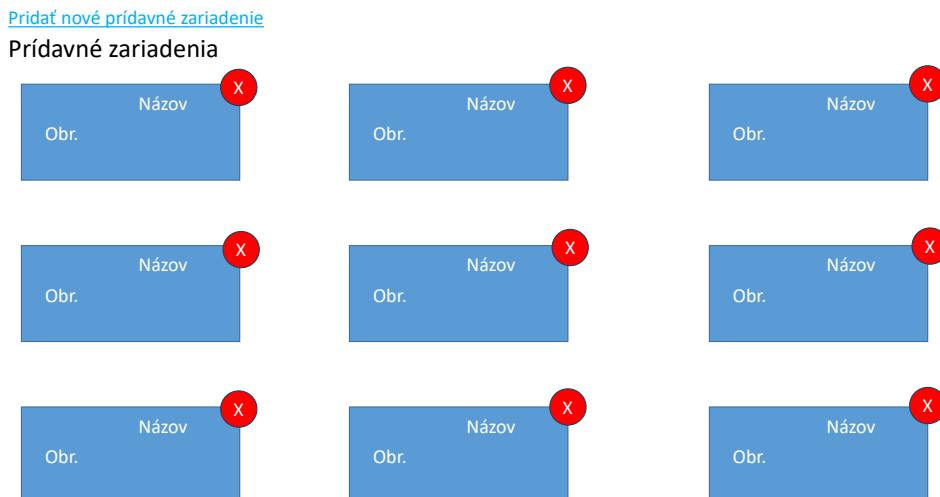 Pridať nové prídavné zariadenie
Prídavné zariadenia
X X X
Názov Názov Názov
Obr. Obr. Obr.
X X X
Názov Názov Názov
Obr. Obr. Obr.
X X X
Názov Názov Názov
Obr. Obr. Obr.